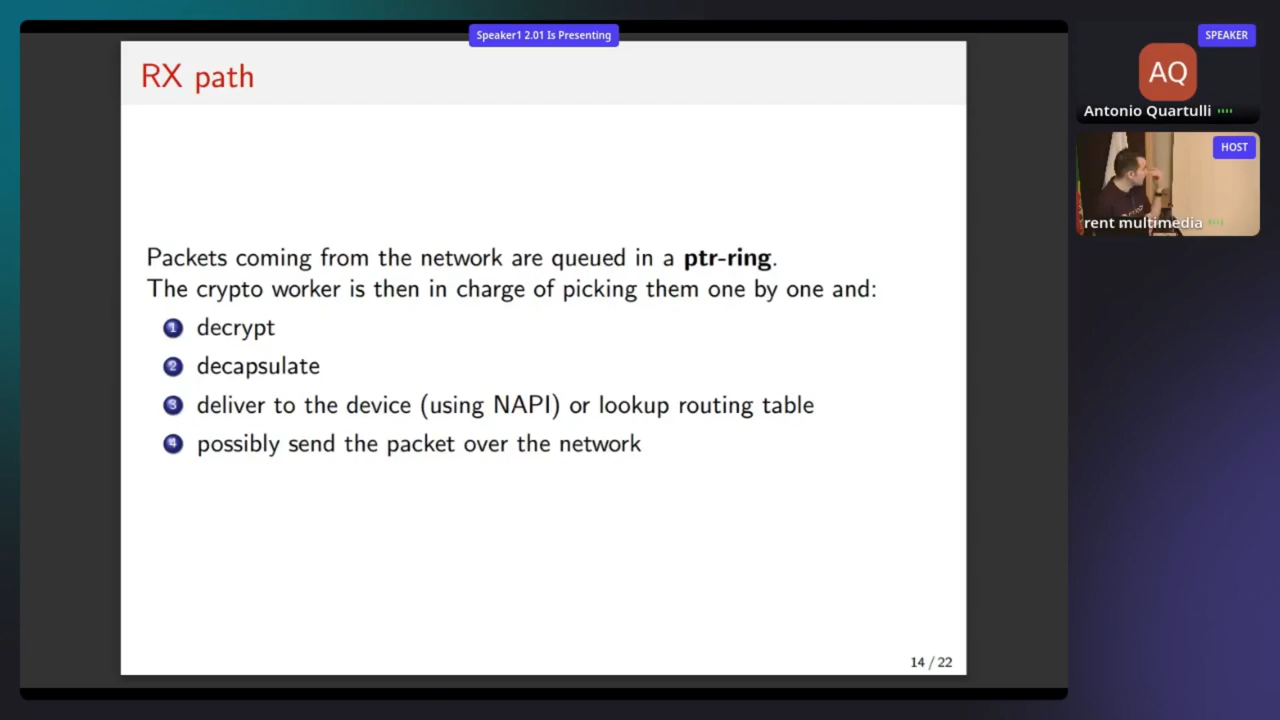 Speaker1 2.01 Is Presenting
RX path
Packets coming from the network are queued in a ptr-ring.
The crypto worker is then in charge of picking them one by one and:
1 decrypt
2 decapsulate
3 deliver to the device (using NAPI) or lookup routing table
4 possibly send the packet over the network
14 / 22
SPEAKER
AQ
Antonio Quartulli
HOST
rent multimedia